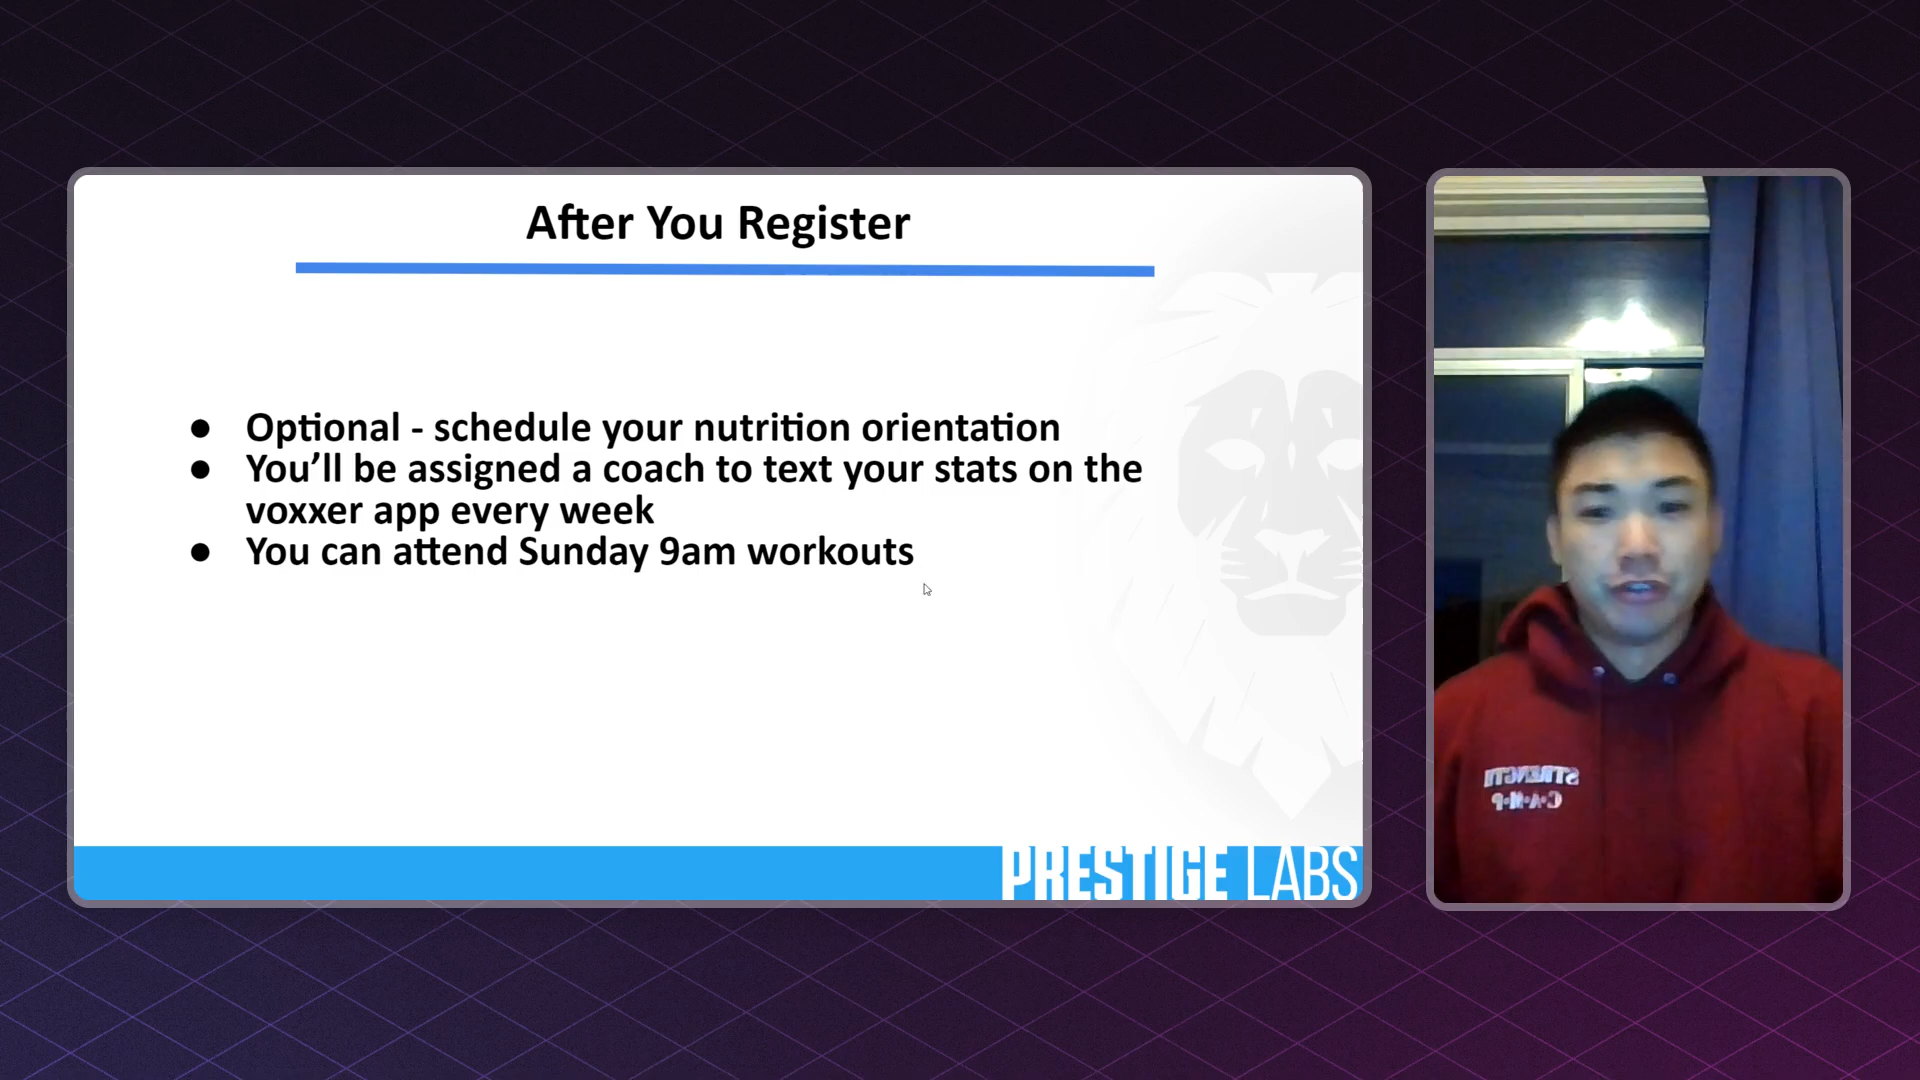 After You Register
● Optional - schedule your nutrition orientation
● You’ll be assigned a coach to text your stats on the
voxxer app every week
● You can attend Sunday 9am workouts
PRESTIGE LABS
STRENGTH
C·A·M·P